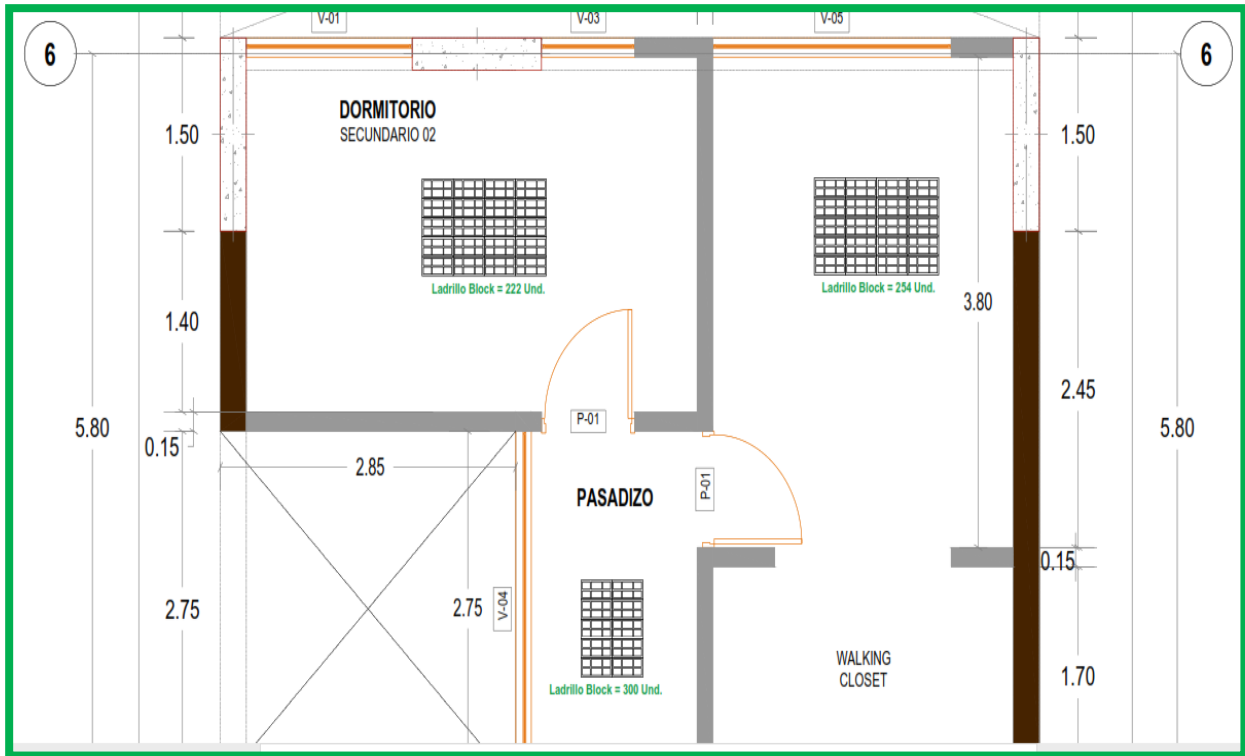 V-01
V-03
V-05
6
6
DORMITORIO
SECUNDARIO 02
1.50
1.50
Ladrillo Block = 222 Und.
Ladrillo Block = 254 Und.
3.80
1.40
2.45
5.80
P-01
5.80
0.15
2.85
P-01
PASADIZO
0.15
2.75
2.75
V-04
WALKING
CLOSET
1.70
Ladrillo Block = 300 Und.